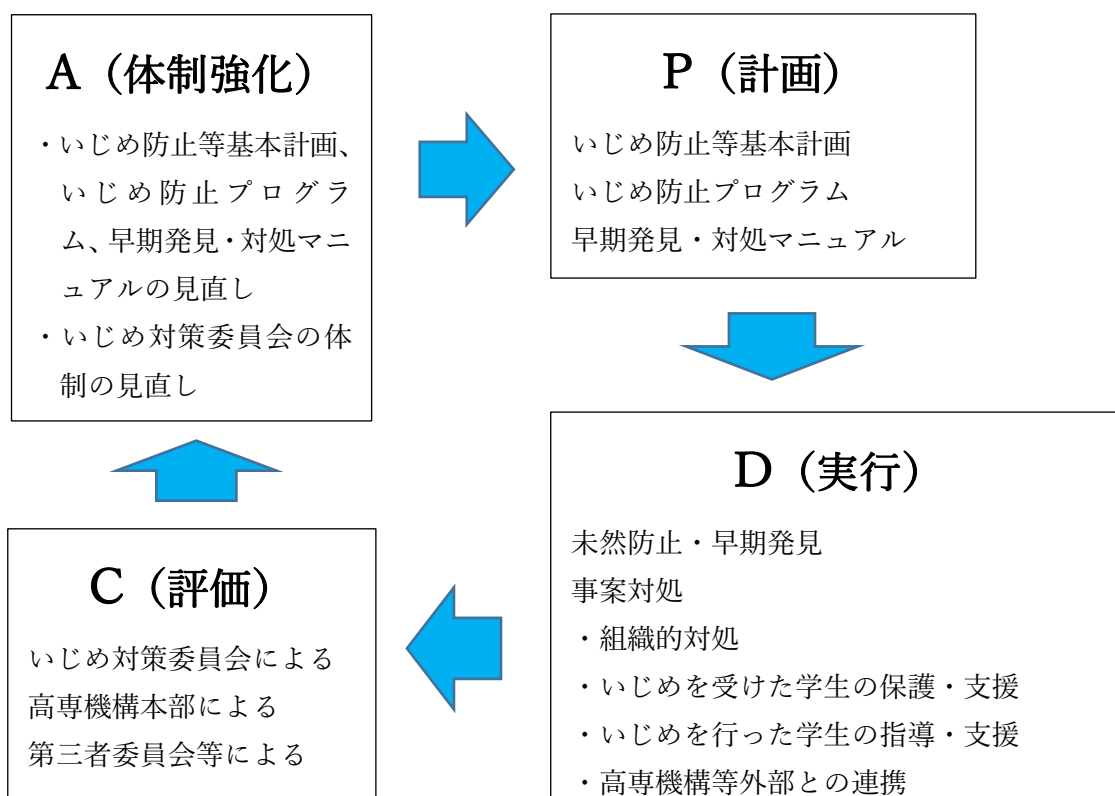 A（体制強化）
・いじめ防止等基本計画、
いじめ防止プログラ
ム、早期発見・対処マニ
ュアルの見直し
・いじめ対策委員会の体
制の見直し
P（計画）
いじめ防止等基本計画
いじめ防止プログラム
早期発見・対処マニュアル
D（実行）
未然防止・早期発見
事案対処
・組織的対処
・いじめを受けた学生の保護・支援
・いじめを行った学生の指導・支援
・高専機構等外部との連携
C（評価）
いじめ対策委員会による
高専機構本部による
第三者委員会等による